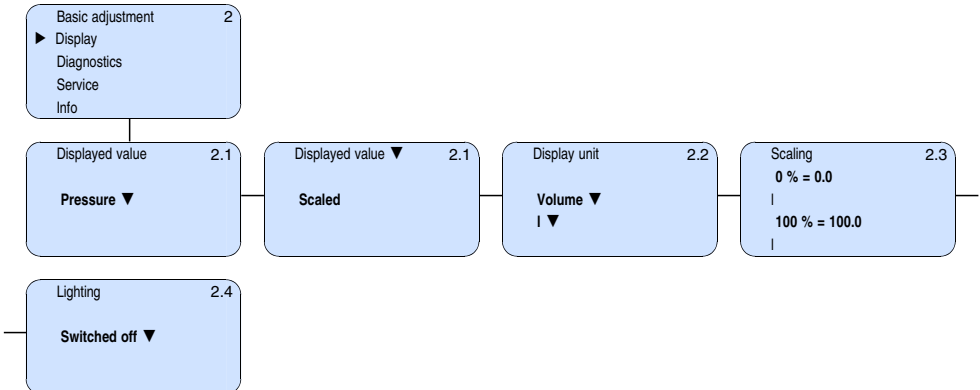 Basic adjustment 2
▶ Display
Diagnostics
Service
Info
Displayed value 2.1
Pressure ▼
Displayed value ▼ 2.1
Scaled
Display unit 2.2
Volume ▼
l ▼
Scaling 2.3
0 % = 0.0
l
100 % = 100.0
l
Lighting 2.4
Switched off ▼